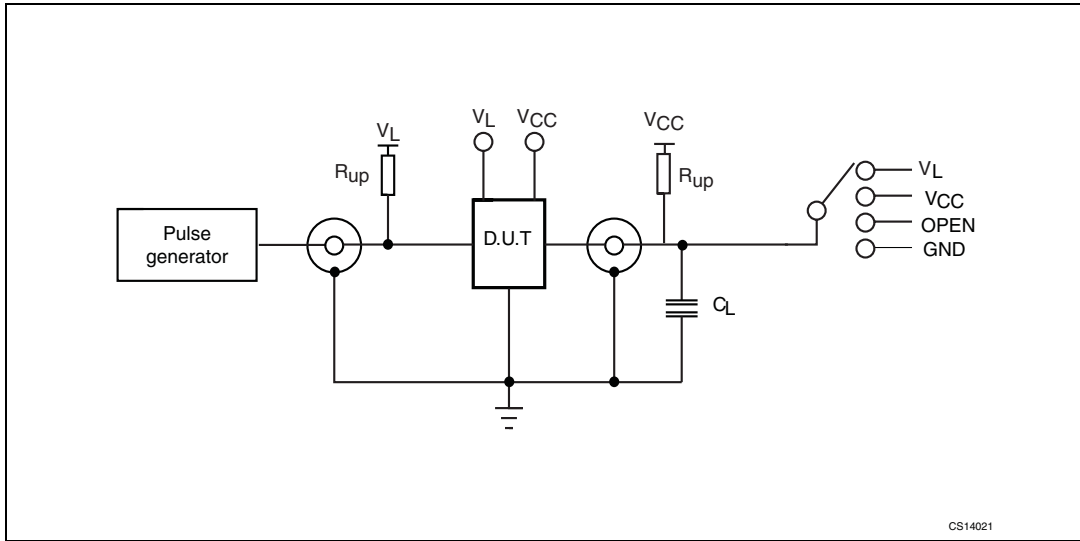 VL
VCC
VL
VCC
Rup
Rup
Pulse
generator
D.U.T
CL
VL
VCC
OPEN
GND
CS14021